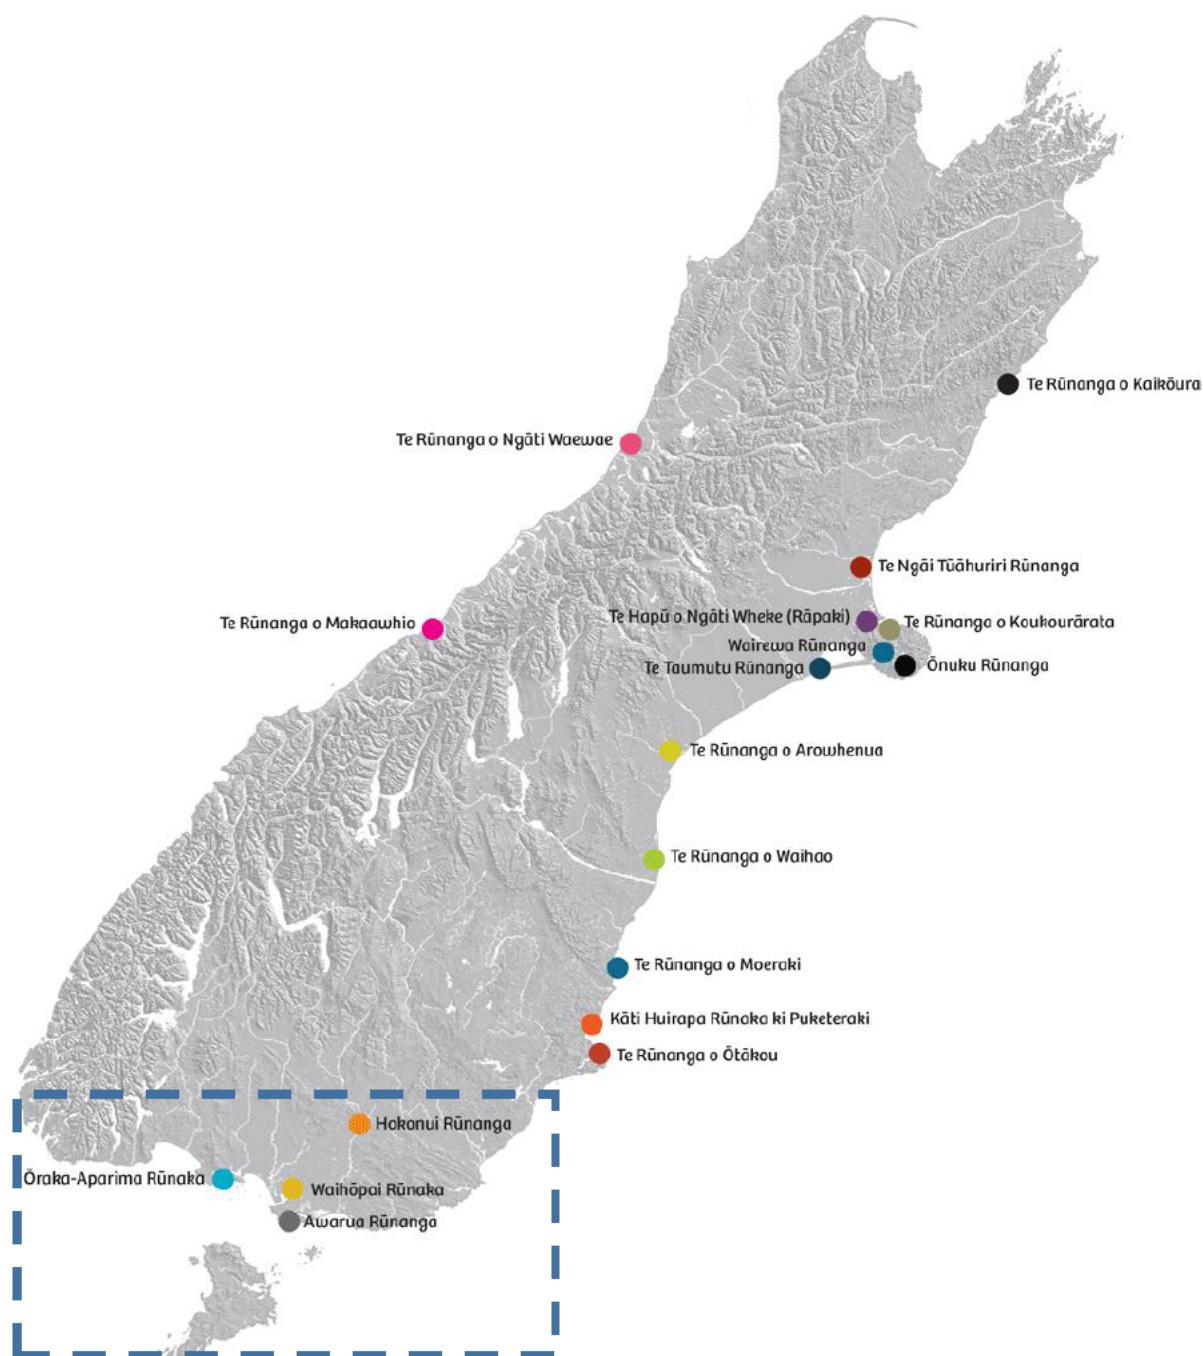 Te Rūnanga o Kaikōura
Te Rūnanga o Ngāti Waewae
Te Ngāi Tūāhuriri Rūnanga
Te Hapū o Ngāti Wheke (Rāpaki)
Te Rūnanga o Koukourārata
Te Rūnanga o Makaawhio
Wairewa Rūnanga
Te Taumutu Rūnanga
Ōnuku Rūnanga
Te Rūnanga o Arowhenua
Te Rūnanga o Waihao
Te Rūnanga o Moeraki
Kāti Huirapa Rūnaka ki Puketeraki
Te Rūnanga o Ōtākou
Hokonui Rūnanga
Ōraka-Aparima Rūnaka
Waihōpai Rūnaka
Awarua Rūnanga